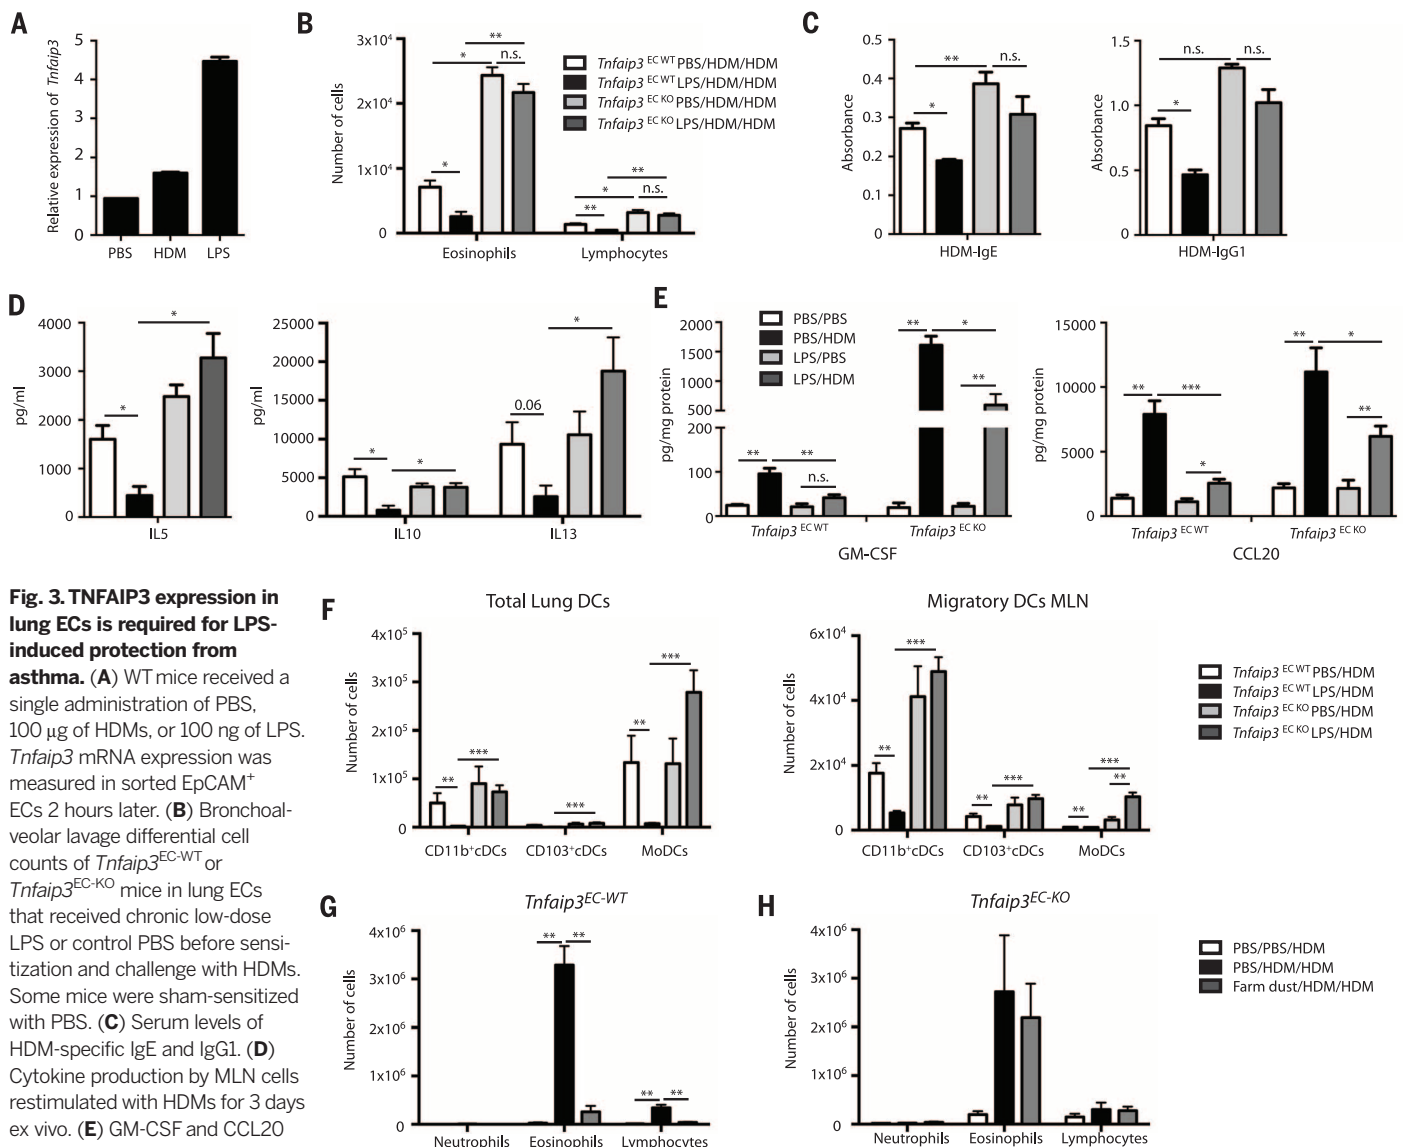 A
Relative expression of Tnfaip3
5
4
3
2
1
0
PBS HDM LPS
B
Number of cells
3x10⁴
2x10⁴
1x10⁴
0
** 
* n.s.
*
**
* n.s.
**
Eosinophils Lymphocytes
Tnfaip3 EC WT PBS/HDM/HDM
Tnfaip3 EC WT LPS/HDM/HDM
Tnfaip3 EC KO PBS/HDM/HDM
Tnfaip3 EC KO LPS/HDM/HDM
C
Absorbance
0.5
0.4
0.3
0.2
0.1
0
** n.s.
*
HDM-IgE
Absorbance
1.5
1.0
0.5
0
n.s. n.s.
*
HDM-IgG1
D
pg/ml
4000
3000
2000
1000
0
*
*
IL5
pg/ml
25000
20000
15000
10000
5000
0
*
0.06
* *
IL10 IL13
E
PBS/PBS
PBS/HDM
LPS/PBS
LPS/HDM
pg/mg protein
2000
1500
1000
500
200
100
0
** *
**
** **
n.s.
Tnfaip3 EC WT Tnfaip3 EC KO
GM-CSF
pg/mg protein
15000
10000
5000
0
** *
** ***
**
*
Tnfaip3 EC WT Tnfaip3 EC KO
CCL20
Fig. 3. TNFAIP3 expression in
lung ECs is required for LPS-
induced protection from
asthma. (A) WT mice received a
single administration of PBS,
100 μg of HDMs, or 100 ng of LPS.
Tnfaip3 mRNA expression was
measured in sorted EpCAM⁺
ECs 2 hours later. (B) Bronchoal-
veolar lavage differential cell
counts of Tnfaip3EC-WT or
Tnfaip3EC-KO mice in lung ECs
that received chronic low-dose
LPS or control PBS before sensi-
tization and challenge with HDMs.
Some mice were sham-sensitized
with PBS. (C) Serum levels of
HDM-specific IgE and IgG1. (D)
Cytokine production by MLN cells
restimulated with HDMs for 3 days
ex vivo. (E) GM-CSF and CCL20
F
Total Lung DCs
Number of cells
4x10⁵
3x10⁵
2x10⁵
1x10⁵
0
***
**
***
**
***
CD11b⁺cDCs CD103⁺cDCs MoDCs
Migratory DCs MLN
Number of cells
6x10⁴
4x10⁴
2x10⁴
0
***
**
***
**
***
**
**
CD11b⁺cDCs CD103⁺cDCs MoDCs
Tnfaip3 EC WT PBS/HDM
Tnfaip3 EC WT LPS/HDM
Tnfaip3 EC KO PBS/HDM
Tnfaip3 EC KO LPS/HDM
G
Tnfaip3EC-WT
Number of cells
4x10⁶
3x10⁶
2x10⁶
1x10⁶
0
** **
** **
Neutrophils Eosinophils Lymphocytes
H
Tnfaip3EC-KO
Number of cells
4x10⁶
3x10⁶
2x10⁶
1x10⁶
0
Neutrophils Eosinophils Lymphocytes
PBS/PBS/HDM
PBS/HDM/HDM
Farm dust/HDM/HDM